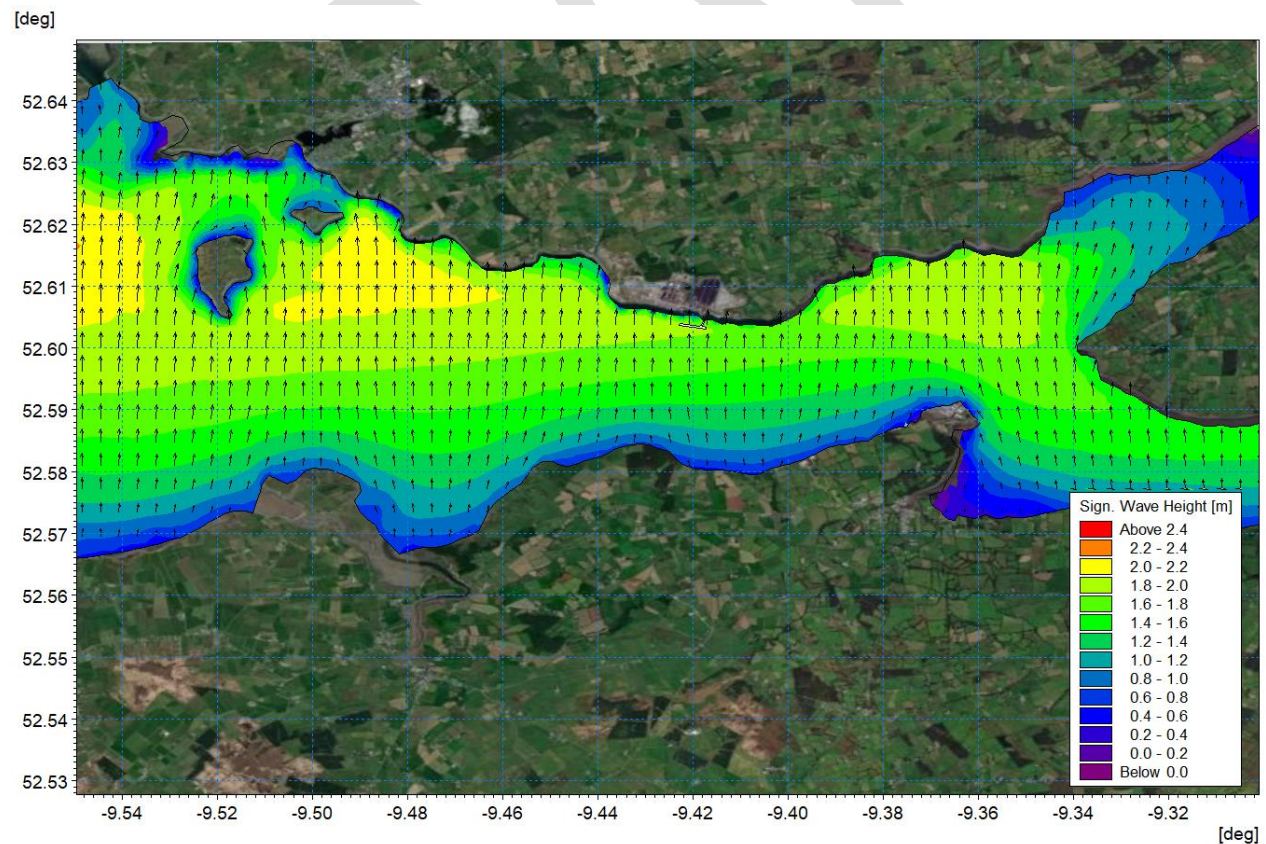 [deg]
52.64
52.63
52.62
52.61
52.60
52.59
52.58
52.57
52.56
52.55
52.54
52.53
Sign. Wave Height [m]
Above 2.4
2.2 - 2.4
2.0 - 2.2
1.8 - 2.0
1.6 - 1.8
1.4 - 1.6
1.2 - 1.4
1.0 - 1.2
0.8 - 1.0
0.6 - 0.8
0.4 - 0.6
0.2 - 0.4
0.0 - 0.2
Below 0.0
-9.54 -9.52 -9.50 -9.48 -9.46 -9.44 -9.42 -9.40 -9.38 -9.36 -9.34 -9.32
[deg]